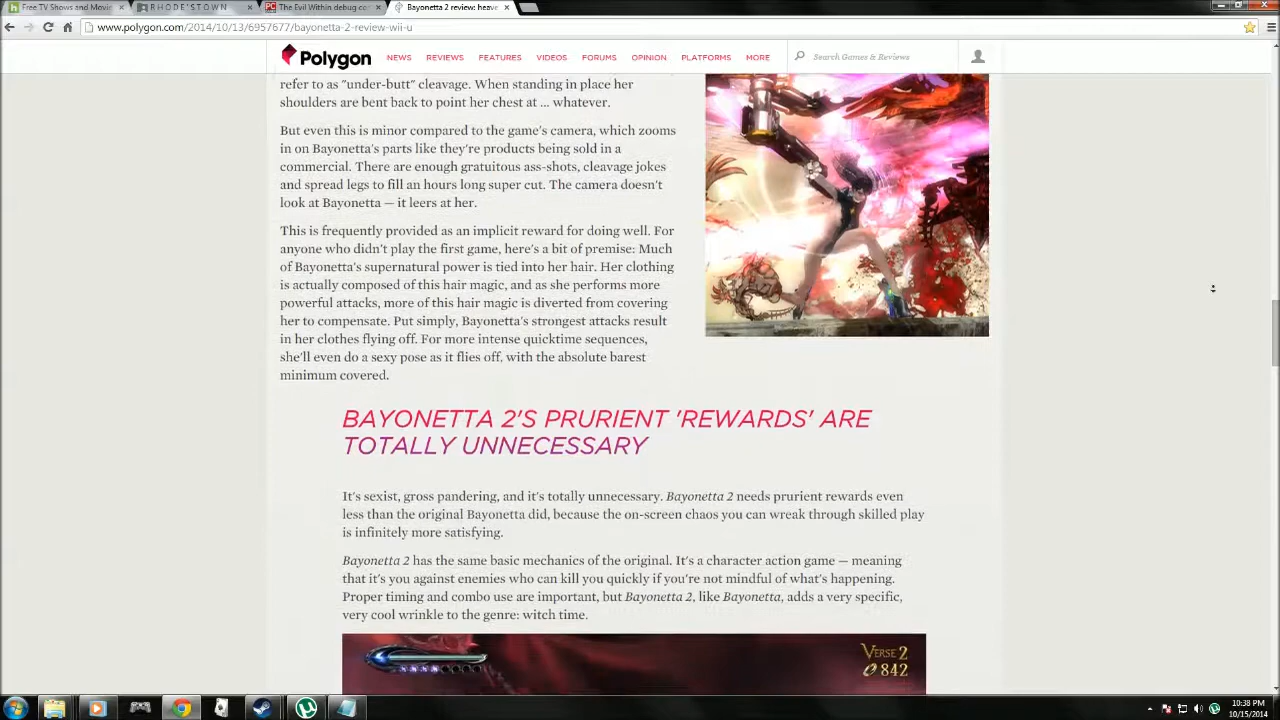 Free TV Shows and Movi
R H O D E ' S T O W N
The Evil Within debug co
Bayonetta 2 review: heave
www.polygon.com/2014/10/13/6957677/bayonetta-2-review-wii-u
Polygon
NEWS REVIEWS FEATURES VIDEOS FORUMS OPINION PLATFORMS MORE
Search Games & Reviews
refer to as "under-butt" cleavage. When standing in place her
shoulders are bent back to point her chest at ... whatever.
But even this is minor compared to the game's camera, which zooms
in on Bayonetta's parts like they're products being sold in a
commercial. There are enough gratuitous ass-shots, cleavage jokes
and spread legs to fill an hours long super cut. The camera doesn't
look at Bayonetta — it leers at her.
This is frequently provided as an implicit reward for doing well. For
anyone who didn't play the first game, here's a bit of premise: Much
of Bayonetta's supernatural power is tied into her hair. Her clothing
is actually composed of this hair magic, and as she performs more
powerful attacks, more of this hair magic is diverted from covering
her to compensate. Put simply, Bayonetta's strongest attacks result
in her clothes flying off. For more intense quicktime sequences,
she'll even do a sexy pose as it flies off, with the absolute barest
minimum covered.
BAYONETTA 2'S PRURIENT 'REWARDS' ARE
TOTALLY UNNECESSARY
It's sexist, gross pandering, and it's totally unnecessary. Bayonetta 2 needs prurient rewards even
less than the original Bayonetta did, because the on-screen chaos you can wreak through skilled play
is infinitely more satisfying.
Bayonetta 2 has the same basic mechanics of the original. It's a character action game — meaning
that it's you against enemies who can kill you quickly if you're not mindful of what's happening.
Proper timing and combo use are important, but Bayonetta 2, like Bayonetta, adds a very specific,
very cool wrinkle to the genre: witch time.
VERSE 2
842
10:38 PM
10/15/2014